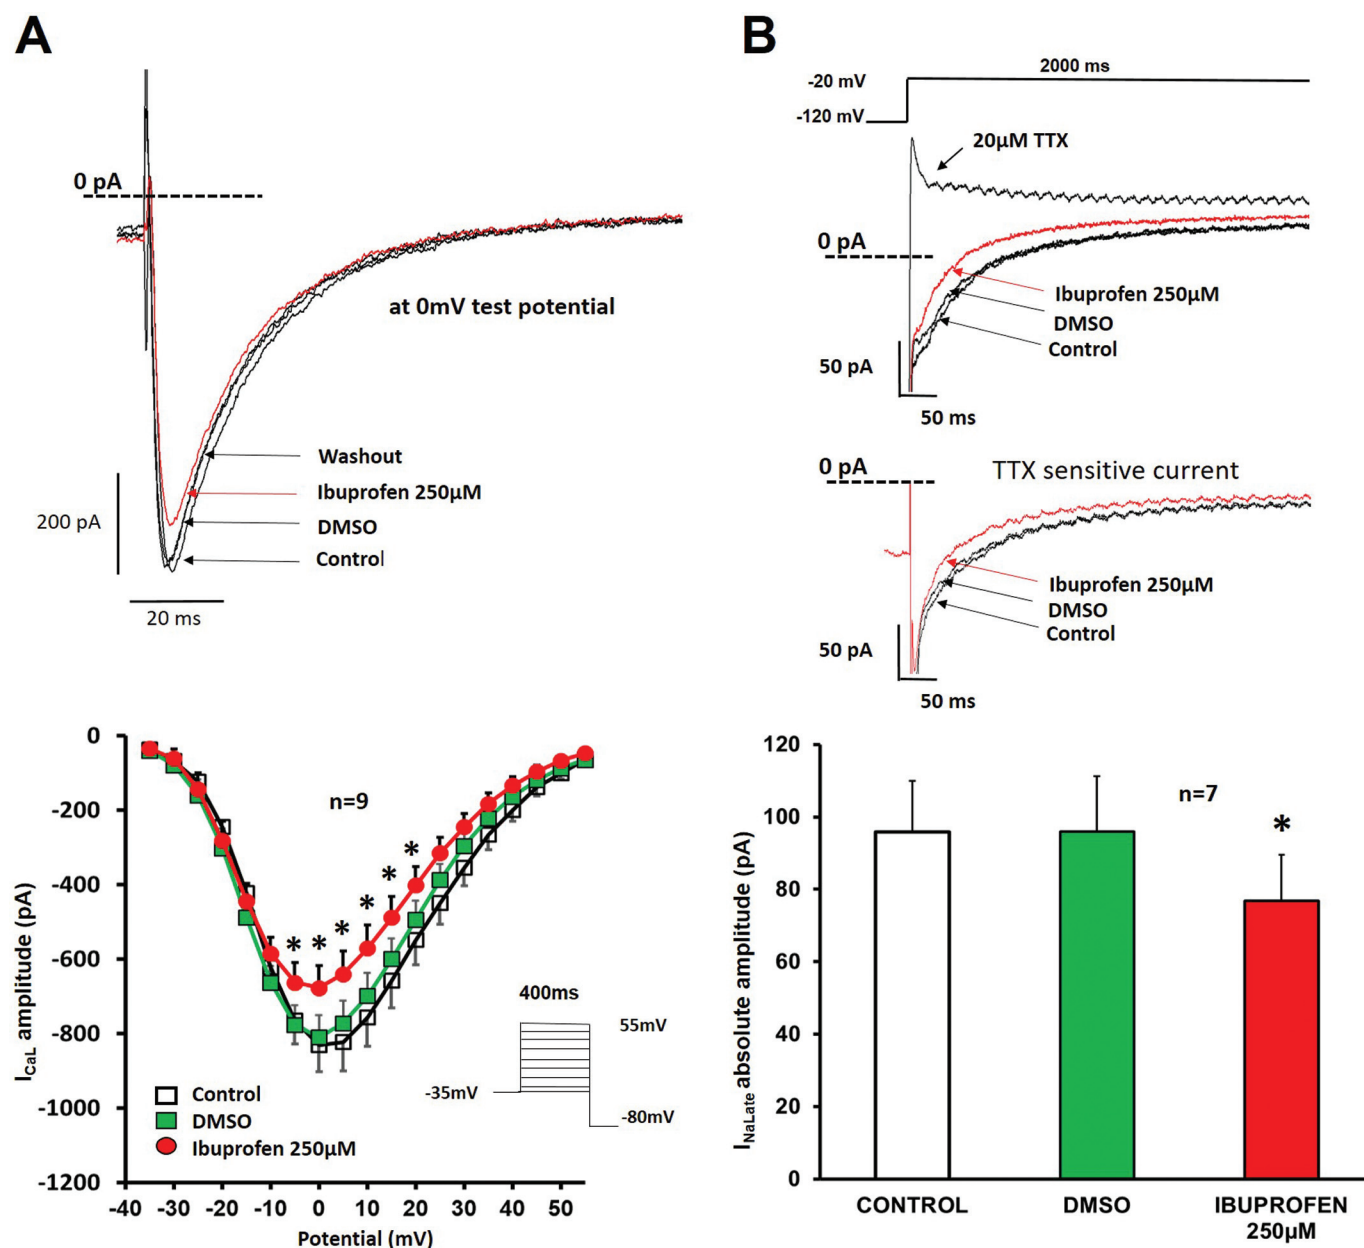 A
0 pA
at 0mV test potential
Washout
Ibuprofen 250µM
DMSO
Control
200 pA
20 ms
0
-200
-400
-600
-800
-1000
-1200
I_CaL amplitude (pA)
n=9
* * * * * *
400ms
55mV
-35mV
-80mV
Control
DMSO
Ibuprofen 250µM
-40 -30 -20 -10 0 10 20 30 40 50
Potential (mV)
B
2000 ms
-20 mV
-120 mV
20µM TTX
0 pA
Ibuprofen 250µM
DMSO
Control
50 pA
50 ms
0 pA
TTX sensitive current
Ibuprofen 250µM
DMSO
Control
50 pA
50 ms
120
100
80
60
40
20
0
I_NaLate absolute amplitude (pA)
n=7
*
CONTROL DMSO IBUPROFEN
250µM